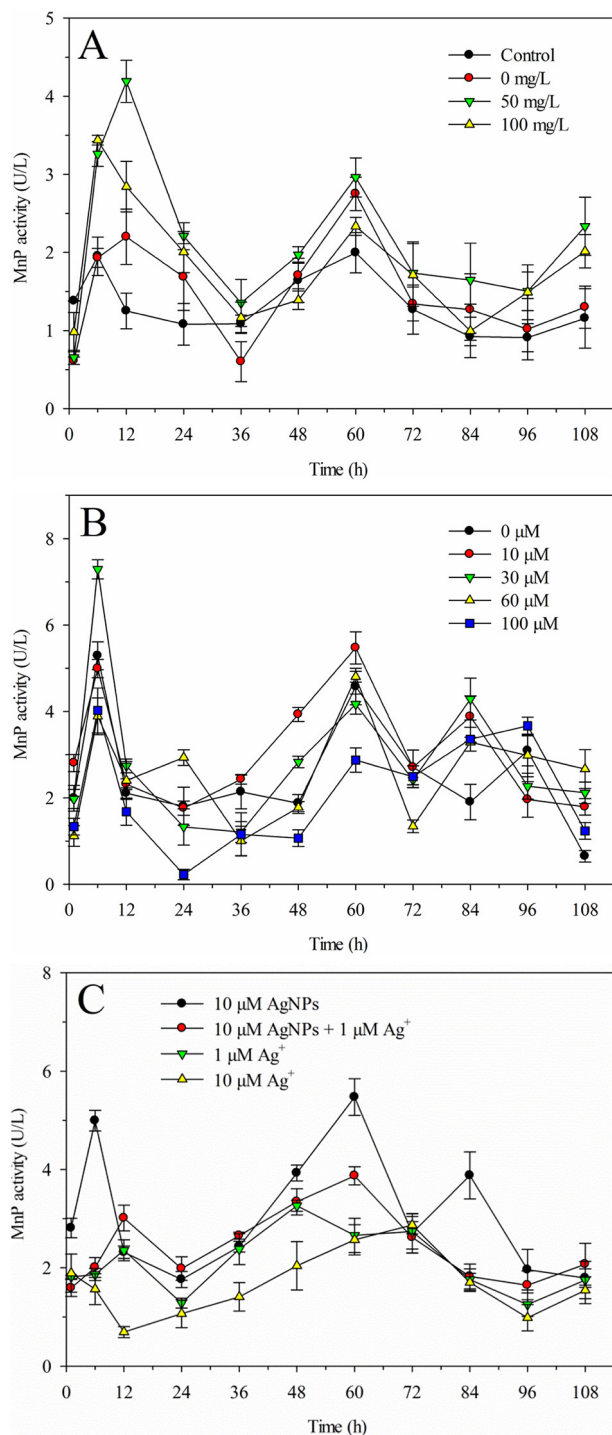 A
Control
0 mg/L
50 mg/L
100 mg/L
MnP activity (U/L)
5
4
3
2
1
0
0 12 24 36 48 60 72 84 96 108
Time (h)
B
0 μM
10 μM
30 μM
60 μM
100 μM
MnP activity (U/L)
8
6
4
2
0
0 12 24 36 48 60 72 84 96 108
Time (h)
C
10 μM AgNPs
10 μM AgNPs + 1 μM Ag⁺
1 μM Ag⁺
10 μM Ag⁺
MnP activity (U/L)
8
6
4
2
0
0 12 24 36 48 60 72 84 96 108
Time (h)